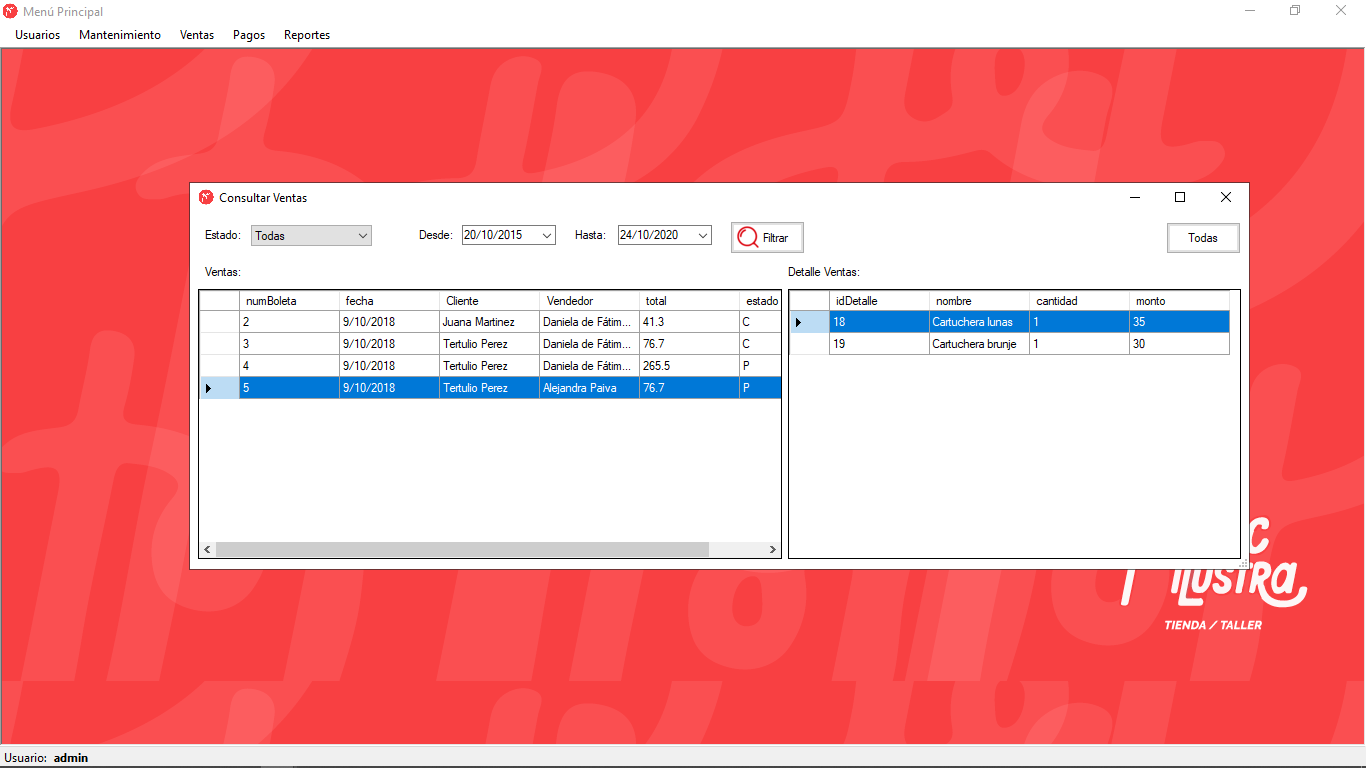 Menú Principal
Usuarios Mantenimiento Ventas Pagos Reportes
Consultar Ventas
Estado: Todas Desde: 20/10/2015 Hasta: 24/10/2020 Filtrar Todas
Ventas: Detalle Ventas:
numBoleta fecha Cliente Vendedor total estado
2 9/10/2018 Juana Martinez Daniela de Fátim... 41.3 C
3 9/10/2018 Tertulio Perez Daniela de Fátim... 76.7 C
4 9/10/2018 Tertulio Perez Daniela de Fátim... 265.5 P
5 9/10/2018 Tertulio Perez Alejandra Paiva 76.7 P
idDetalle nombre cantidad monto
18 Cartuchera lunas 1 35
19 Cartuchera brunje 1 30
ILUSTRA
TIENDA / TALLER
Usuario: admin